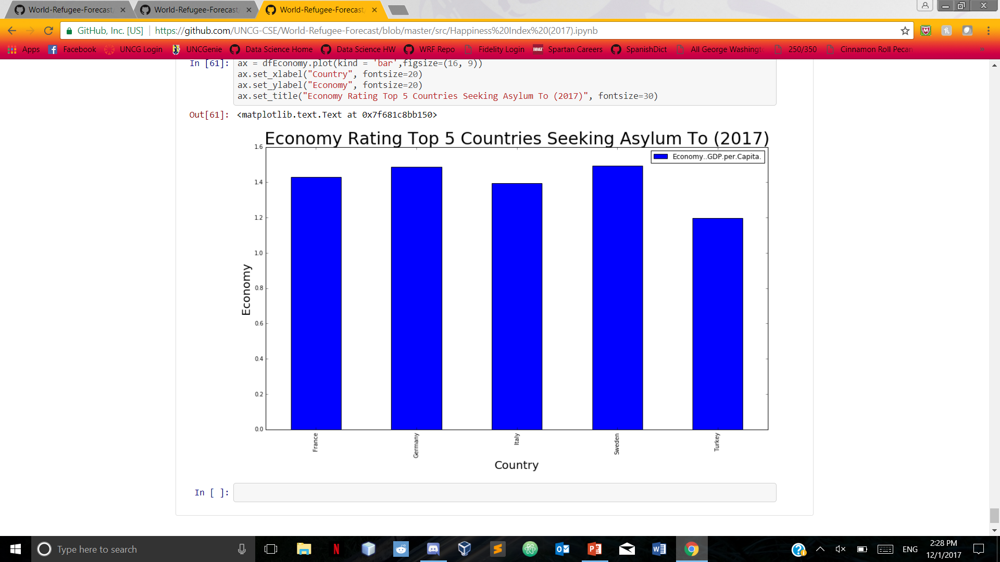 World-Refugee-Forecast
World-Refugee-Forecast
World-Refugee-Forecast
GitHub, Inc. [US]
https://github.com/UNCG-CSE/World-Refugee-Forecast/blob/master/src/Happiness%20Index%20(2017).ipynb
Apps Facebook UNCG Login UNCGenie Data Science Home Data Science HW WRF Repo Fidelity Login BB&T Spartan Careers SpanishDict All George Washingt 250/350 Cinnamon Roll Pecan
In [61]: ax = dfEconomy.plot(kind = 'bar',figsize=(16, 9))
ax.set_xlabel("Country", fontsize=20)
ax.set_ylabel("Economy", fontsize=20)
ax.set_title("Economy Rating Top 5 Countries Seeking Asylum To (2017)", fontsize=30)
Out[61]: <matplotlib.text.Text at 0x7f681c8bb150>
Economy Rating Top 5 Countries Seeking Asylum To (2017)
Economy..GDP.per.Capita.
1.6
1.4
1.2
1.0
0.8
0.6
0.4
0.2
0.0
Economy
France
Germany
Italy
Sweden
Turkey
Country
In [ ]:
Type here to search
ENG
2:28 PM
12/1/2017